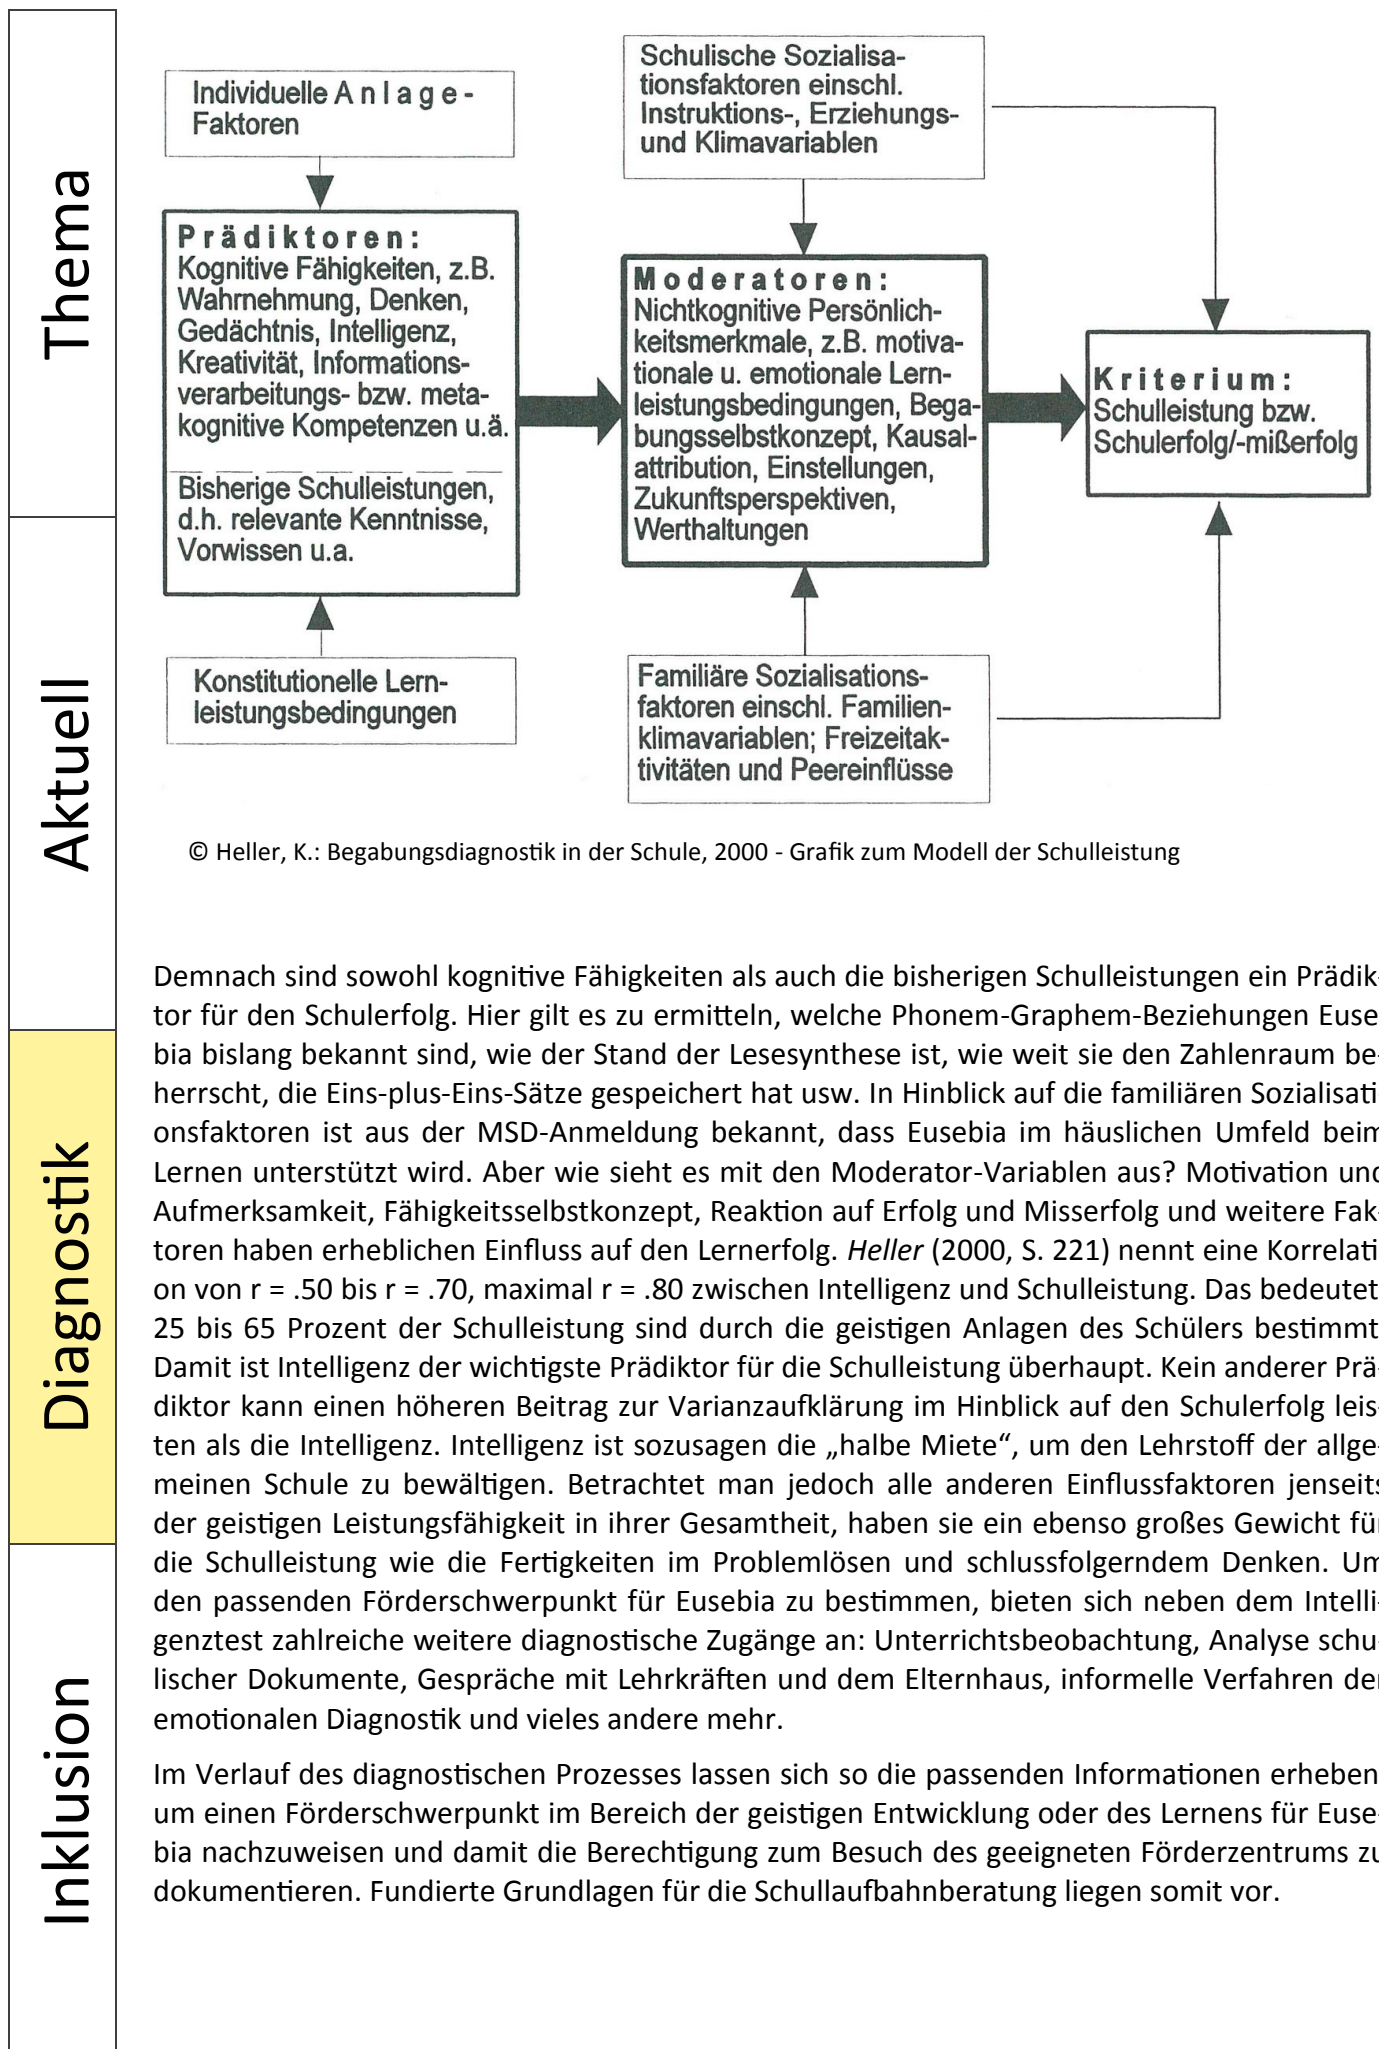 Thema
Aktuell
Diagnostik
Inklusion
Individuelle Anlage-
Faktoren
Schulische Sozialisa-
tionsfaktoren einschl.
Instruktions-, Erziehungs-
und Klimavariablen
Prädiktoren:
Kognitive Fähigkeiten, z.B.
Wahrnehmung, Denken,
Gedächtnis, Intelligenz,
Kreativität, Informations-
verarbeitungs- bzw. meta-
kognitive Kompetenzen u.ä.
Bisherige Schulleistungen,
d.h. relevante Kenntnisse,
Vorwissen u.a.
Moderatoren:
Nichtkognitive Persönlich-
keitsmerkmale, z.B. motiva-
tionale u. emotionale Lern-
leistungsbedingungen, Bega-
bungsselbstkonzept, Kausal-
attribution, Einstellungen,
Zukunftsperspektiven,
Werthaltungen
Kriterium:
Schulleistung bzw.
Schulerfolg/-mißerfolg
Konstitutionelle Lern-
leistungsbedingungen
Familiäre Sozialisations-
faktoren einschl. Familien-
klimavariablen; Freizeitak-
tivitäten und Peereinflüsse
© Heller, K.: Begabungsdiagnostik in der Schule, 2000 - Grafik zum Modell der Schulleistung
Demnach sind sowohl kognitive Fähigkeiten als auch die bisherigen Schulleistungen ein Prädik-
tor für den Schulerfolg. Hier gilt es zu ermitteln, welche Phonem-Graphem-Beziehungen Euse
bia bislang bekannt sind, wie der Stand der Lesesynthese ist, wie weit sie den Zahlenraum be-
herrscht, die Eins-plus-Eins-Sätze gespeichert hat usw. In Hinblick auf die familiären Sozialisati-
onsfaktoren ist aus der MSD-Anmeldung bekannt, dass Eusebia im häuslichen Umfeld beim
Lernen unterstützt wird. Aber wie sieht es mit den Moderator-Variablen aus? Motivation und
Aufmerksamkeit, Fähigkeitsselbstkonzept, Reaktion auf Erfolg und Misserfolg und weitere Fak-
toren haben erheblichen Einfluss auf den Lernerfolg. Heller (2000, S. 221) nennt eine Korrelati
on von r = .50 bis r = .70, maximal r = .80 zwischen Intelligenz und Schulleistung. Das bedeutet
25 bis 65 Prozent der Schulleistung sind durch die geistigen Anlagen des Schülers bestimmt
Damit ist Intelligenz der wichtigste Prädiktor für die Schulleistung überhaupt. Kein anderer Prä-
diktor kann einen höheren Beitrag zur Varianzaufklärung im Hinblick auf den Schulerfolg leis-
ten als die Intelligenz. Intelligenz ist sozusagen die „halbe Miete“, um den Lehrstoff der allge-
meinen Schule zu bewältigen. Betrachtet man jedoch alle anderen Einflussfaktoren jenseits
der geistigen Leistungsfähigkeit in ihrer Gesamtheit, haben sie ein ebenso großes Gewicht für
die Schulleistung wie die Fertigkeiten im Problemlösen und schlussfolgerndem Denken. Um
den passenden Förderschwerpunkt für Eusebia zu bestimmen, bieten sich neben dem Intelli-
genztest zahlreiche weitere diagnostische Zugänge an: Unterrichtsbeobachtung, Analyse schu-
lischer Dokumente, Gespräche mit Lehrkräften und dem Elternhaus, informelle Verfahren der
emotionalen Diagnostik und vieles andere mehr.
Im Verlauf des diagnostischen Prozesses lassen sich so die passenden Informationen erheben
um einen Förderschwerpunkt im Bereich der geistigen Entwicklung oder des Lernens für Euse-
bia nachzuweisen und damit die Berechtigung zum Besuch des geeigneten Förderzentrums zu
dokumentieren. Fundierte Grundlagen für die Schullaufbahnberatung liegen somit vor.